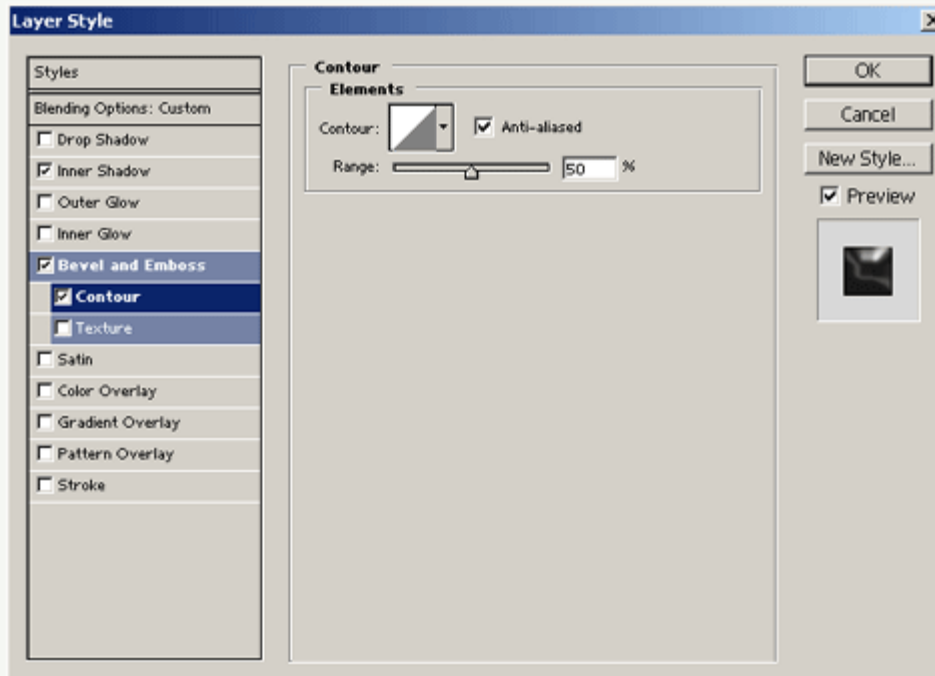 Layer Style
Styles
Blending Options: Custom
Drop Shadow
Inner Shadow
Outer Glow
Inner Glow
Bevel and Emboss
Contour
Texture
Satin
Color Overlay
Gradient Overlay
Pattern Overlay
Stroke
Contour
Elements
Contour: Anti-aliased
Range: 50 %
OK
Cancel
New Style...
Preview